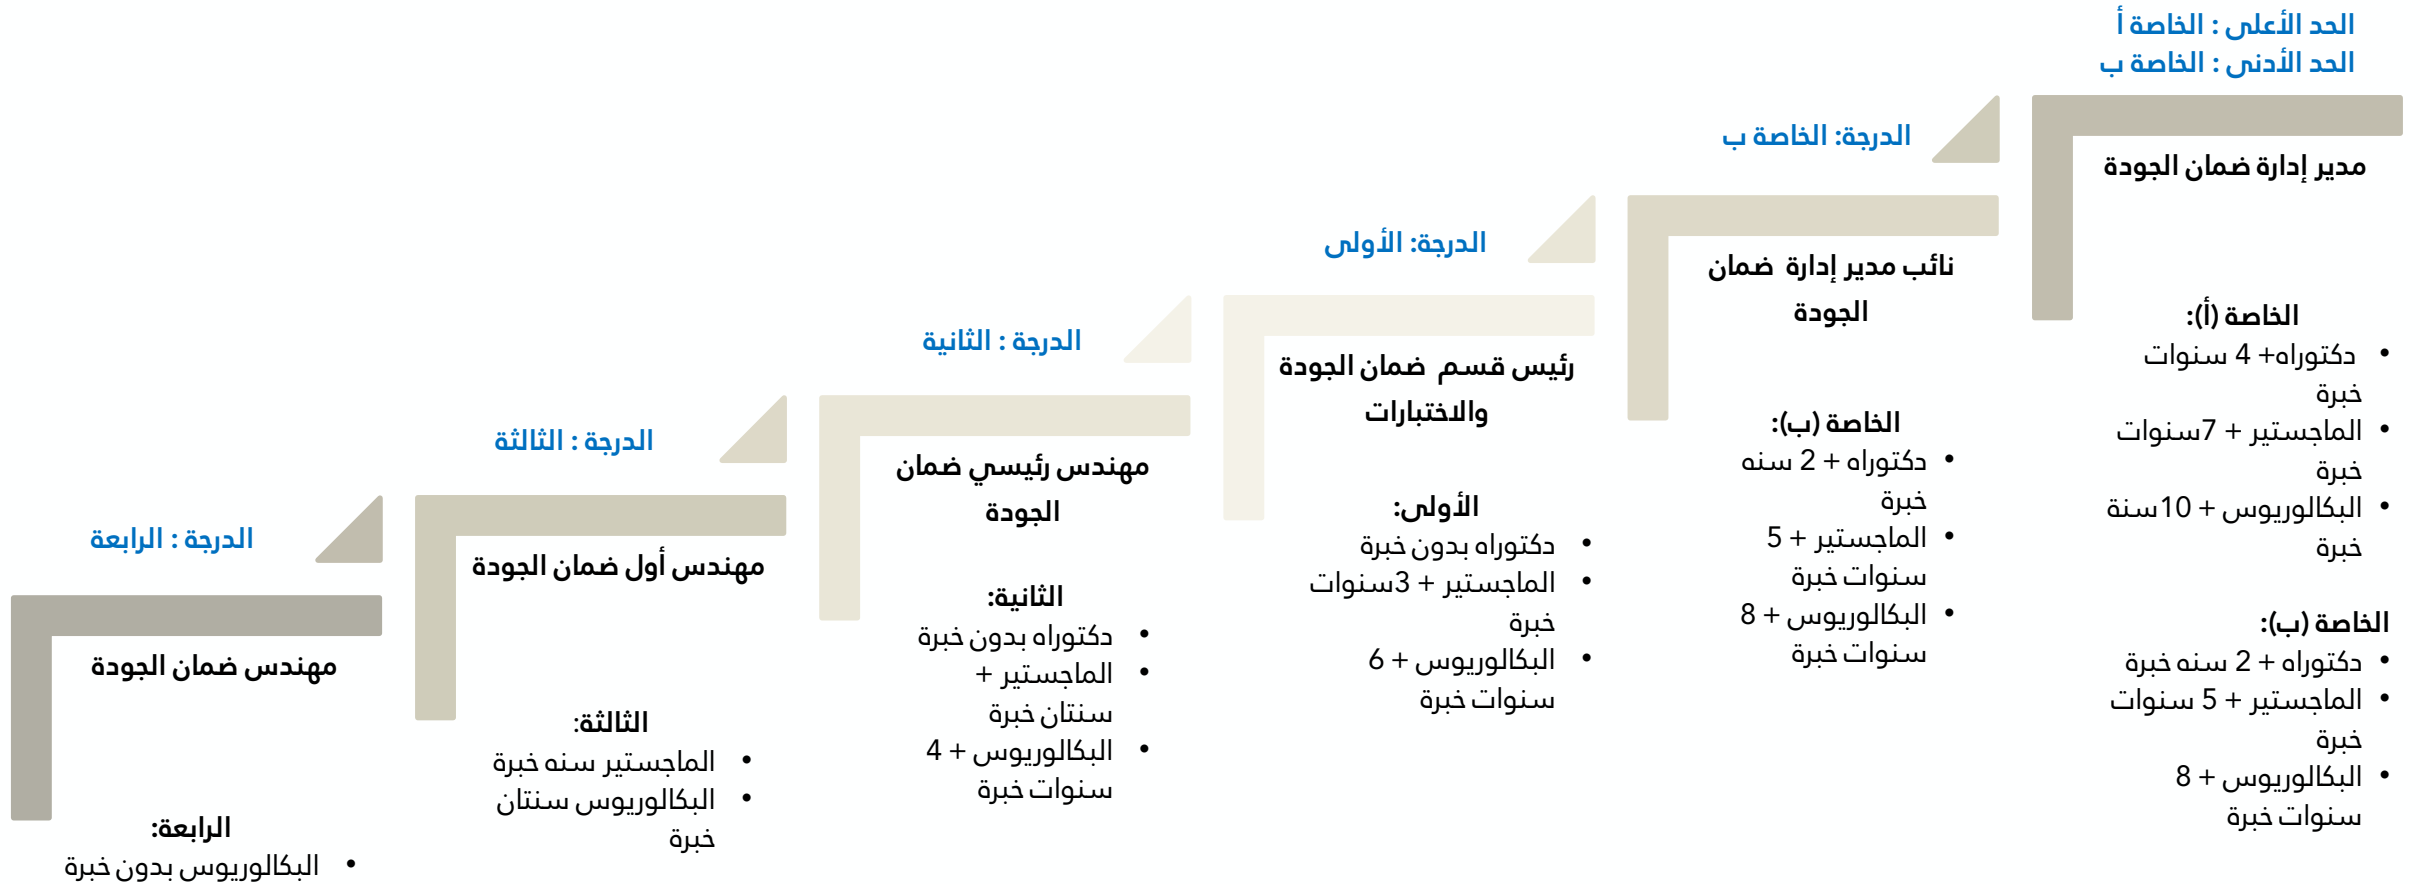 الحد الأعلى : الخاصة أ
الحد الأدنى : الخاصة ب
مدير إدارة ضمان الجودة
الخاصة (أ):
• دكتوراه+ 4 سنوات
خبرة
• الماجستير + 7سنوات
خبرة
• البكالوريوس + 10سنة
خبرة
الخاصة (ب):
• دكتوراه + 2 سنه خبرة
• الماجستير + 5 سنوات
خبرة
• البكالوريوس + 8
سنوات خبرة
الدرجة: الخاصة ب
نائب مدير إدارة ضمان
الجودة
الخاصة (ب):
• دكتوراه + 2 سنه
خبرة
• الماجستير + 5
سنوات خبرة
• البكالوريوس + 8
سنوات خبرة
الدرجة: الأولى
رئيس قسم ضمان الجودة
والاختبارات
الأولى:
• دكتوراه بدون خبرة
• الماجستير + 3سنوات
خبرة
• البكالوريوس + 6
سنوات خبرة
الدرجة : الثانية
مهندس رئيسي ضمان
الجودة
الثانية:
• دكتوراه بدون خبرة
• الماجستير +
سنتان خبرة
• البكالوريوس + 4
سنوات خبرة
الدرجة : الثالثة
مهندس أول ضمان الجودة
الثالثة:
• الماجستير سنه خبرة
• البكالوريوس سنتان
خبرة
الدرجة : الرابعة
مهندس ضمان الجودة
الرابعة:
• البكالوريوس بدون خبرة